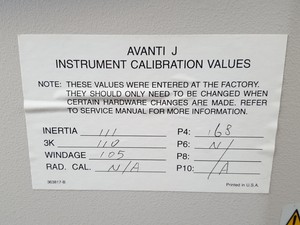 AVANTI J
INSTRUMENT CALIBRATION VALUES
NOTE: THESE VALUES WERE ENTERED AT THE FACTORY.
THEY SHOULD ONLY NEED TO BE CHANGED WHEN
CERTAIN HARDWARE CHANGES ARE MADE. REFER
TO SERVICE MANUAL FOR MORE INFORMATION.
INERTIA 111 P4: 168
3K 110 P6: N/
WINDAGE 105 P8: /
RAD. CAL. N/A P10: /A
363617-B Printed in U.S.A.